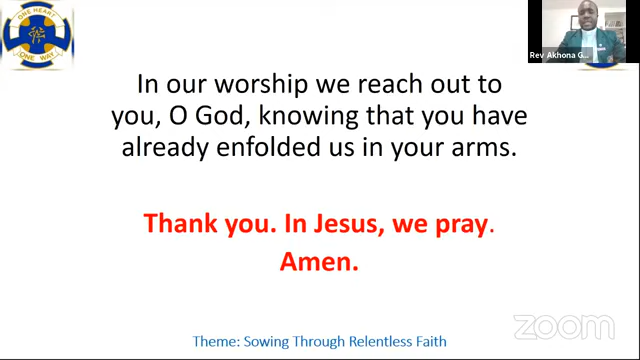 ONE HEART
ONE WAY
Rev Akhona G...
In our worship we reach out to
you, O God, knowing that you have
already enfolded us in your arms.
Thank you. In Jesus, we pray.
Amen.
zoom
Theme: Sowing Through Relentless Faith